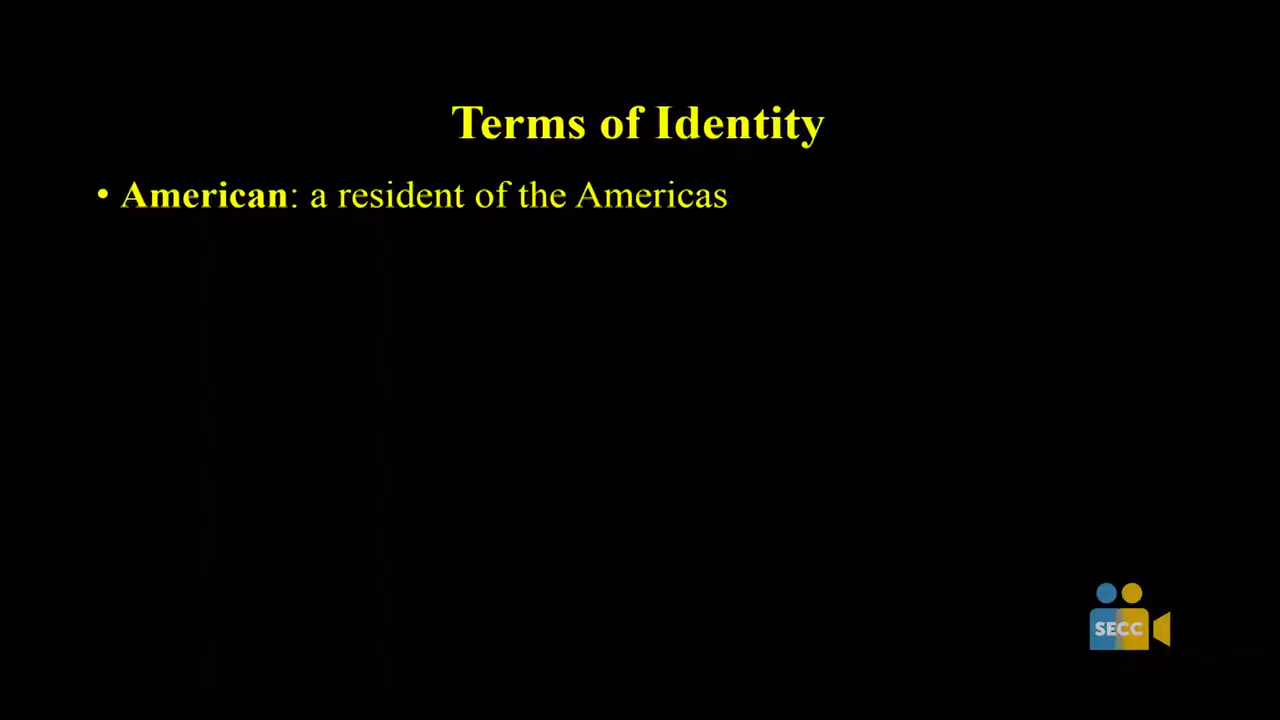 Terms of Identity
• American: a resident of the Americas
SECC